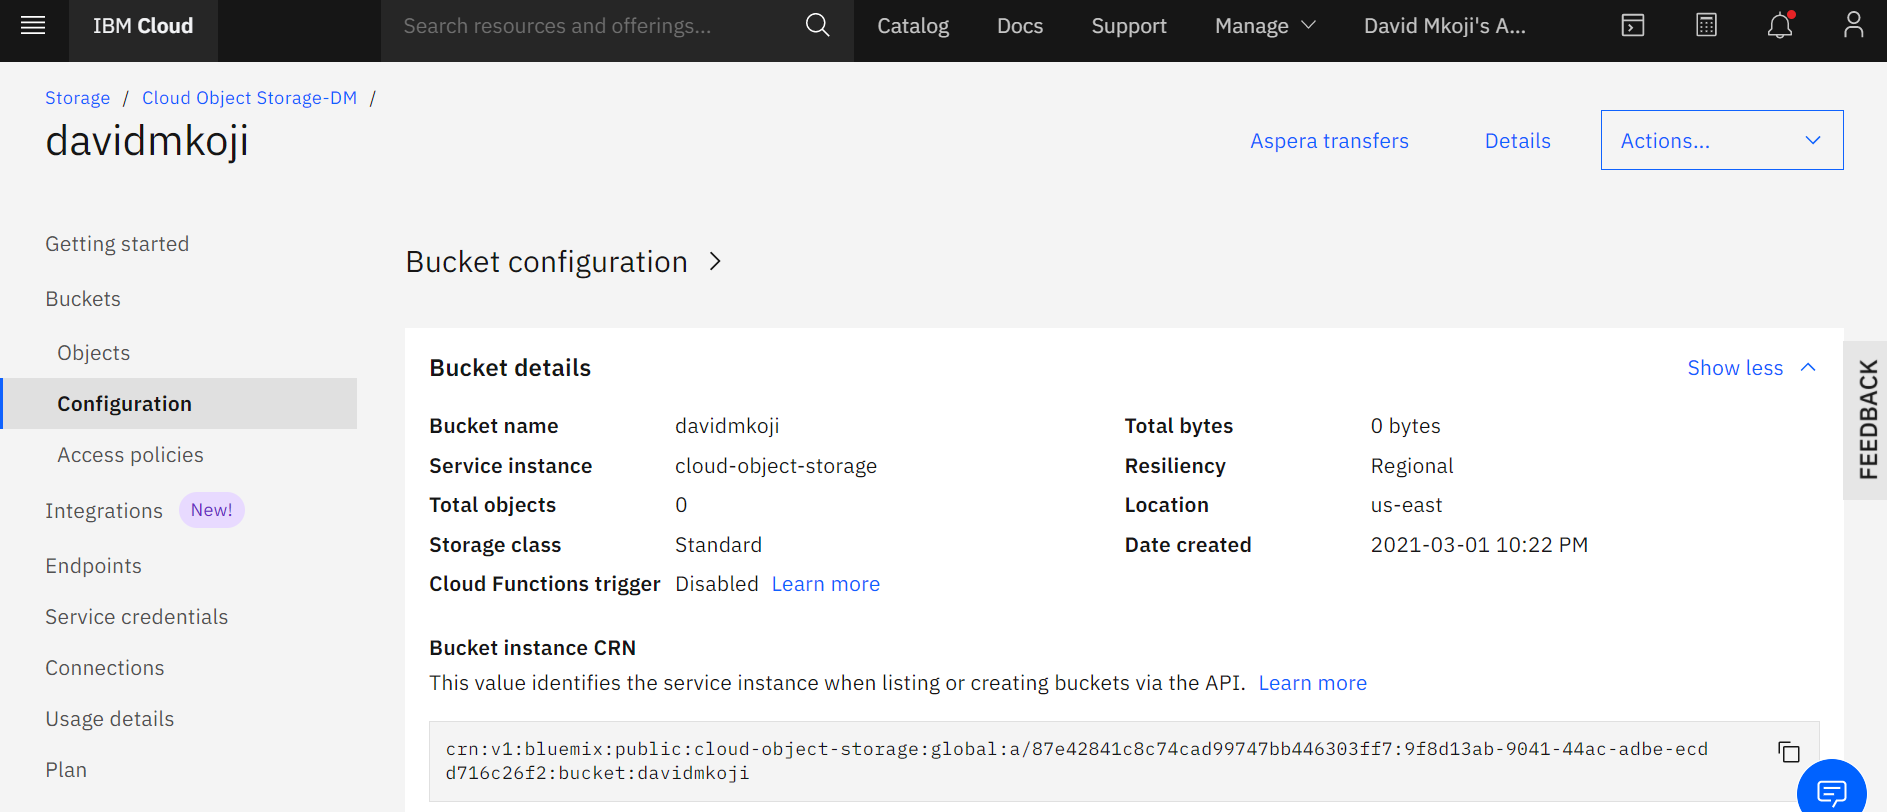 IBM Cloud
Search resources and offerings...
Catalog
Docs
Support
Manage
David Mkoji's A...
Storage / Cloud Object Storage-DM /
davidmkoji
Aspera transfers
Details
Actions...
Getting started
Buckets
Objects
Configuration
Access policies
Integrations New!
Endpoints
Service credentials
Connections
Usage details
Plan
Bucket configuration
Bucket details
Show less
Bucket name davidmkoji
Total bytes 0 bytes
Service instance cloud-object-storage
Resiliency Regional
Total objects 0
Location us-east
Storage class Standard
Date created 2021-03-01 10:22 PM
Cloud Functions trigger Disabled Learn more
Bucket instance CRN
This value identifies the service instance when listing or creating buckets via the API. Learn more
crn:v1:bluemix:public:cloud-object-storage:global:a/87e42841c8c74cad99747bb446303ff7:9f8d13ab-9041-44ac-adbe-ecd
d716c26f2:bucket:davidmkoji
FEEDBACK